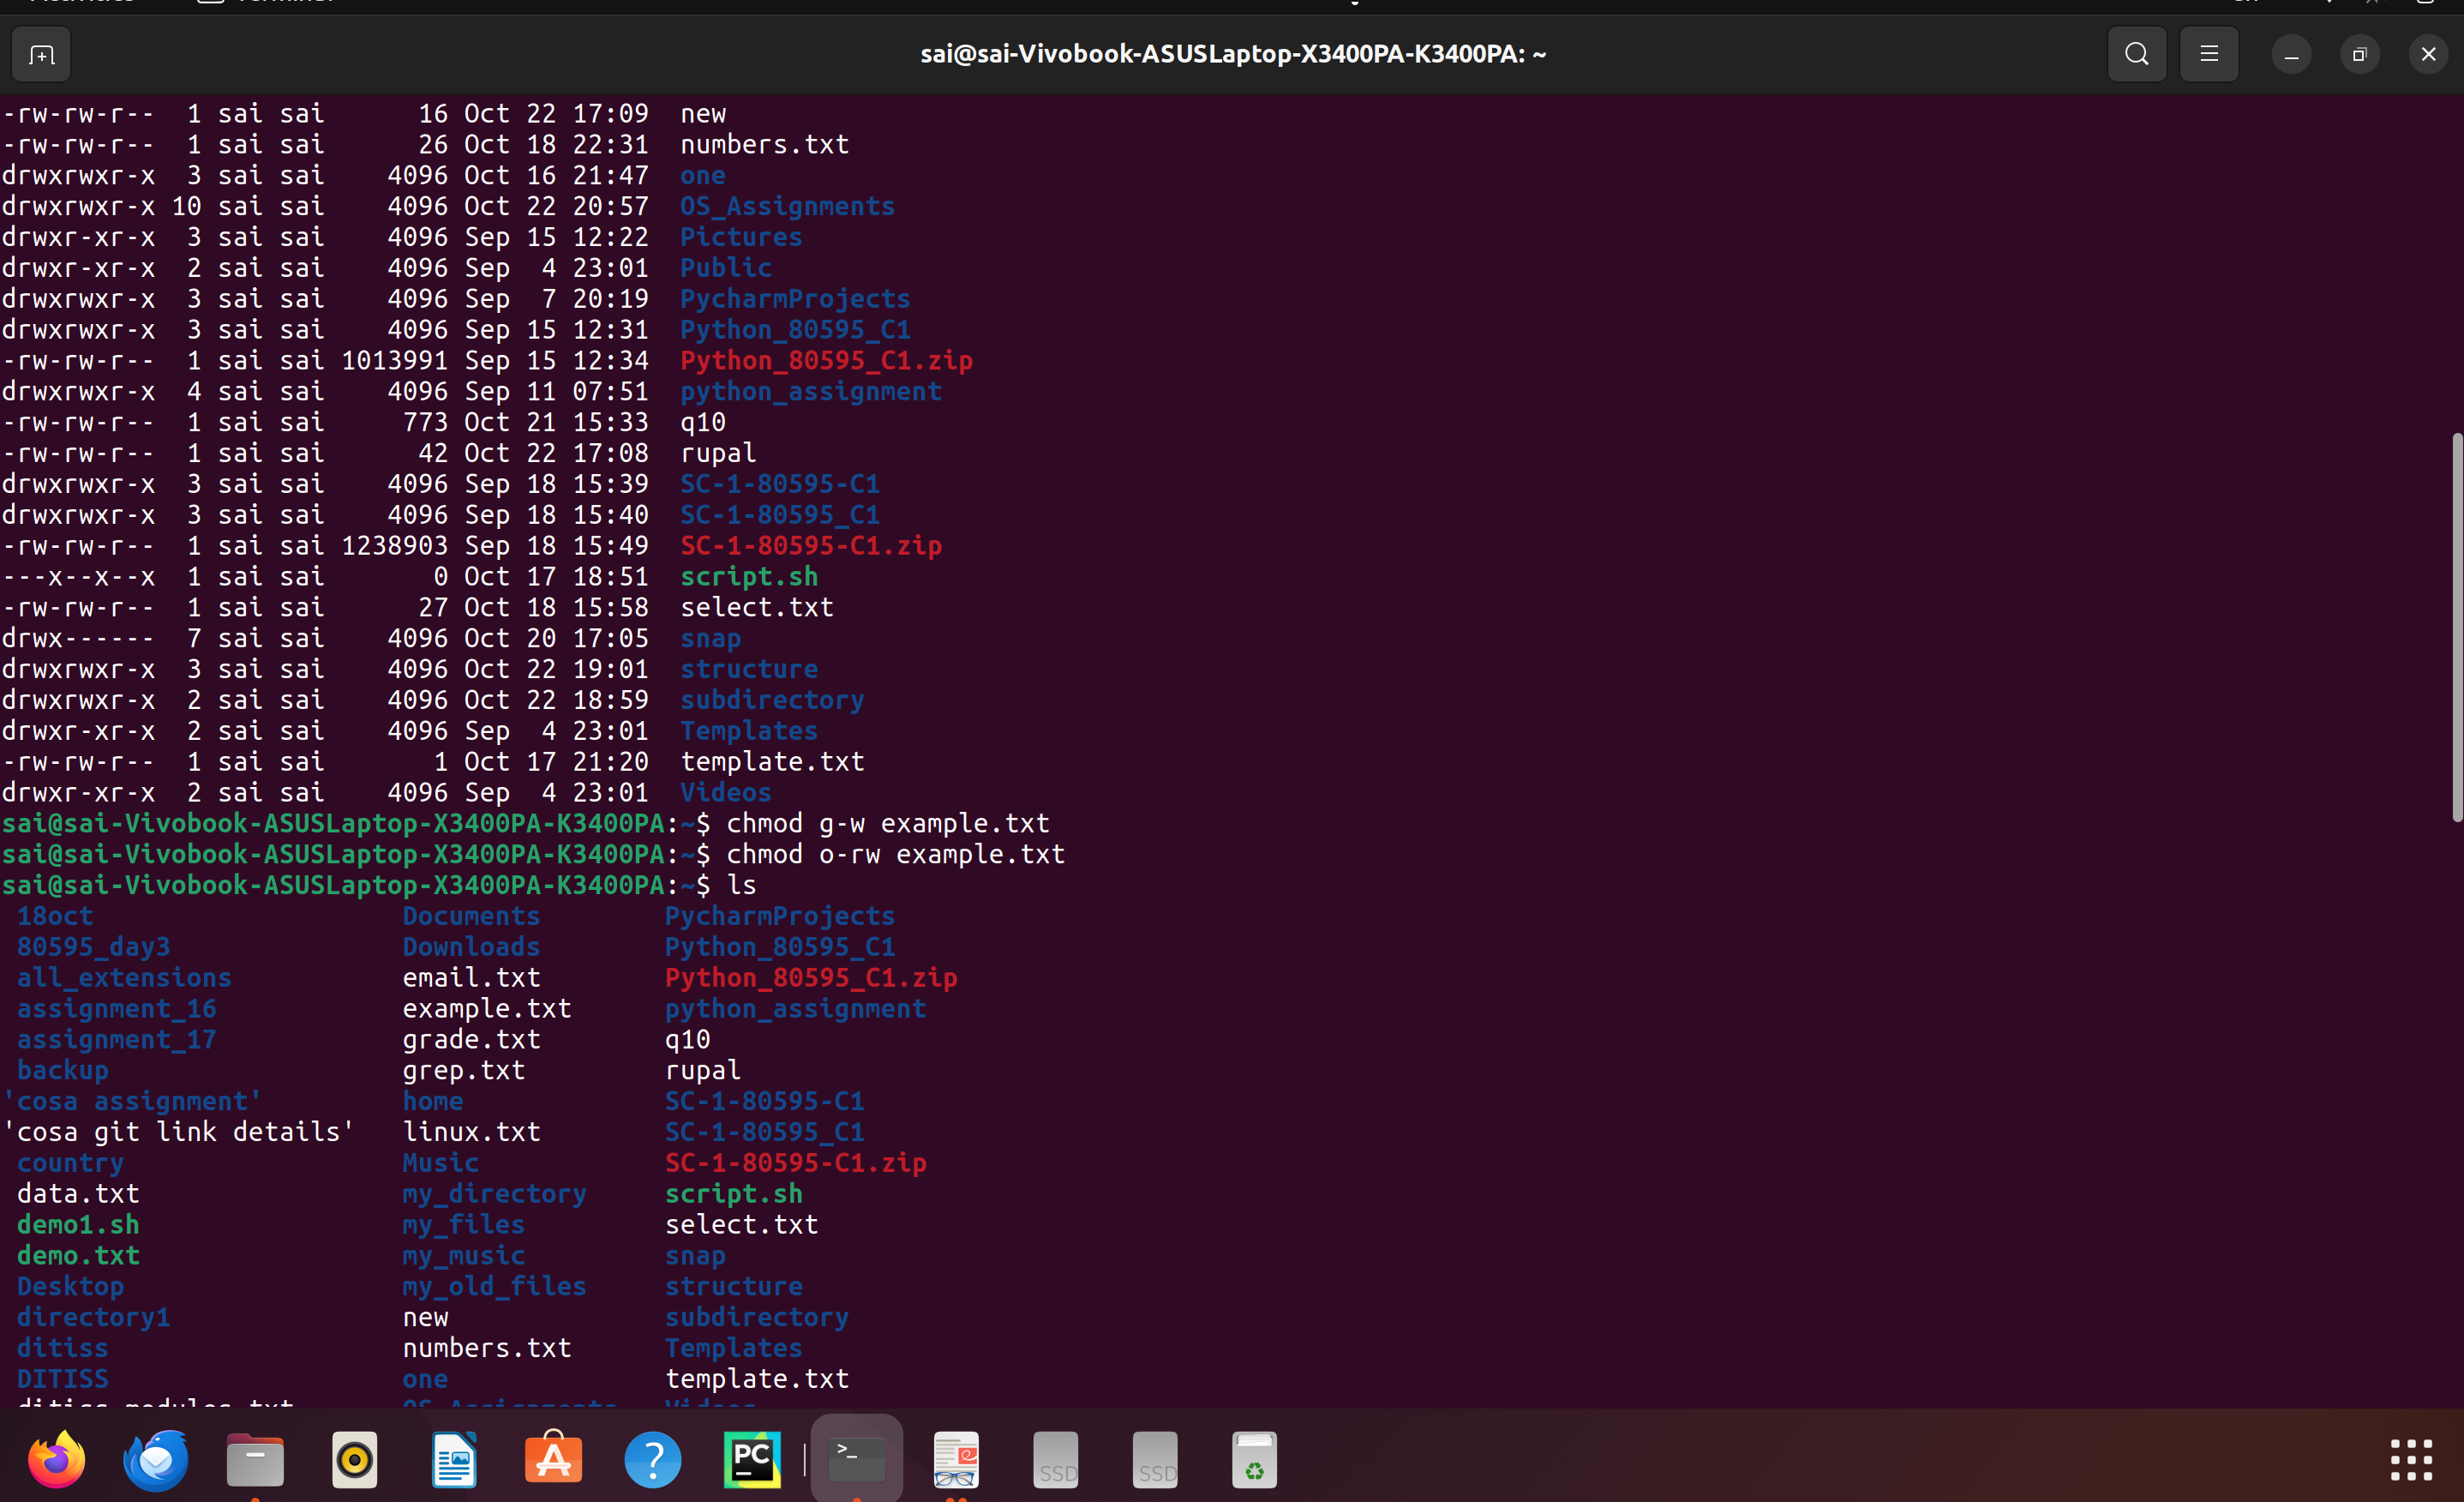 sai@sai-Vivobook-ASUSLaptop-X3400PA-K3400PA: ~
-rw-rw-r--  1 sai sai      16 Oct 22 17:09  new
-rw-rw-r--  1 sai sai      26 Oct 18 22:31  numbers.txt
drwxrwxr-x  3 sai sai    4096 Oct 16 21:47  one
drwxrwxr-x 10 sai sai    4096 Oct 22 20:57  OS_Assignments
drwxr-xr-x  3 sai sai    4096 Sep 15 12:22  Pictures
drwxr-xr-x  2 sai sai    4096 Sep  4 23:01  Public
drwxrwxr-x  3 sai sai    4096 Sep  7 20:19  PycharmProjects
drwxrwxr-x  3 sai sai    4096 Sep 15 12:31  Python_80595_C1
-rw-rw-r--  1 sai sai 1013991 Sep 15 12:34  Python_80595_C1.zip
drwxrwxr-x  4 sai sai    4096 Sep 11 07:51  python_assignment
-rw-rw-r--  1 sai sai     773 Oct 21 15:33  q10
-rw-rw-r--  1 sai sai      42 Oct 22 17:08  rupal
drwxrwxr-x  3 sai sai    4096 Sep 18 15:39  SC-1-80595-C1
drwxrwxr-x  3 sai sai    4096 Sep 18 15:40  SC-1-80595_C1
-rw-rw-r--  1 sai sai 1238903 Sep 18 15:49  SC-1-80595-C1.zip
---x--x--x  1 sai sai       0 Oct 17 18:51  script.sh
-rw-rw-r--  1 sai sai      27 Oct 18 15:58  select.txt
drwx------  7 sai sai    4096 Oct 20 17:05  snap
drwxrwxr-x  3 sai sai    4096 Oct 22 19:01  structure
drwxrwxr-x  2 sai sai    4096 Oct 22 18:59  subdirectory
drwxr-xr-x  2 sai sai    4096 Sep  4 23:01  Templates
-rw-rw-r--  1 sai sai       1 Oct 17 21:20  template.txt
drwxr-xr-x  2 sai sai    4096 Sep  4 23:01  Videos
sai@sai-Vivobook-ASUSLaptop-X3400PA-K3400PA:~$ chmod g-w example.txt
sai@sai-Vivobook-ASUSLaptop-X3400PA-K3400PA:~$ chmod o-rw example.txt
sai@sai-Vivobook-ASUSLaptop-X3400PA-K3400PA:~$ ls
 18oct                    Documents        PycharmProjects
 80595_day3               Downloads        Python_80595_C1
 all_extensions           email.txt        Python_80595_C1.zip
 assignment_16            example.txt      python_assignment
 assignment_17            grade.txt        q10
 backup                   grep.txt         rupal
'cosa assignment'         home             SC-1-80595-C1
'cosa git link details'   linux.txt        SC-1-80595_C1
 country                  Music            SC-1-80595-C1.zip
 data.txt                 my_directory     script.sh
 demo1.sh                 my_files         select.txt
 demo.txt                 my_music         snap
 Desktop                  my_old_files     structure
 directory1               new              subdirectory
 ditiss                   numbers.txt      Templates
 DITISS                   one              template.txt
PC
>_
SSD
SSD